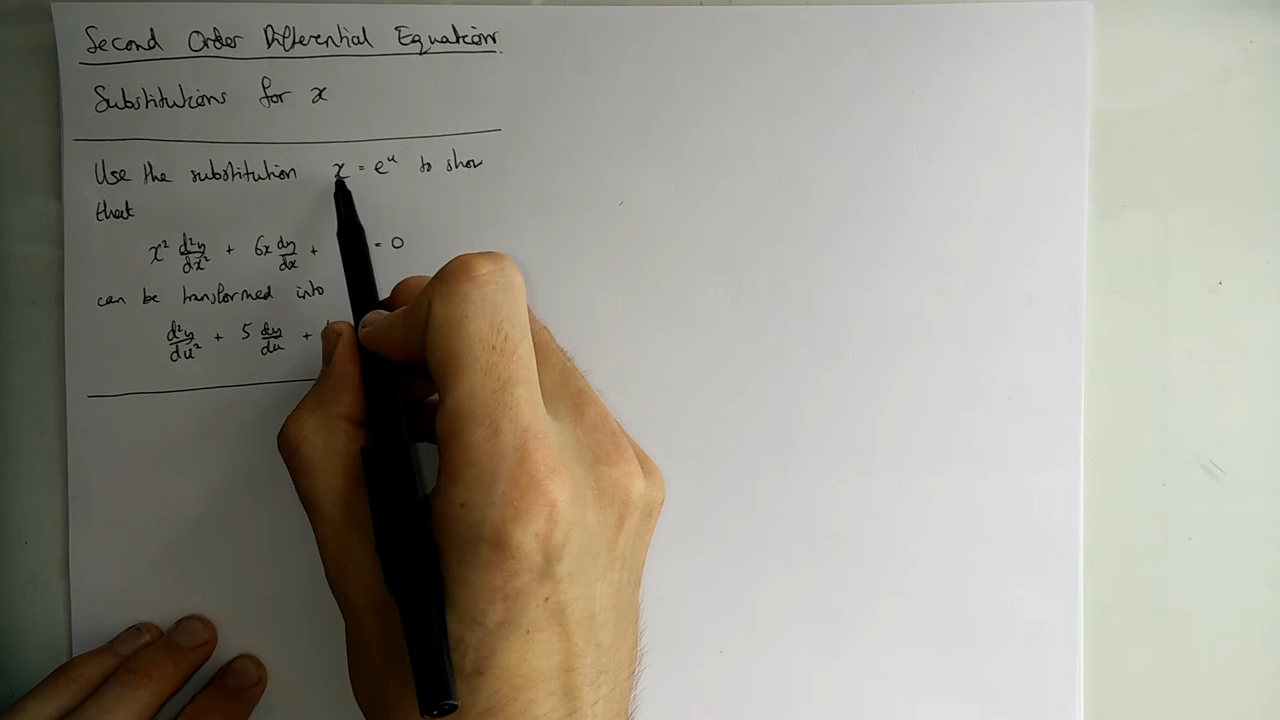 Second Order Differential Equation
Substitutions for x
Use the substitution x = e^u to show
that
x² d²y/dx² + 6x dy/dx + = 0
can be transformed into
d²y/du² + 5 dy/du +